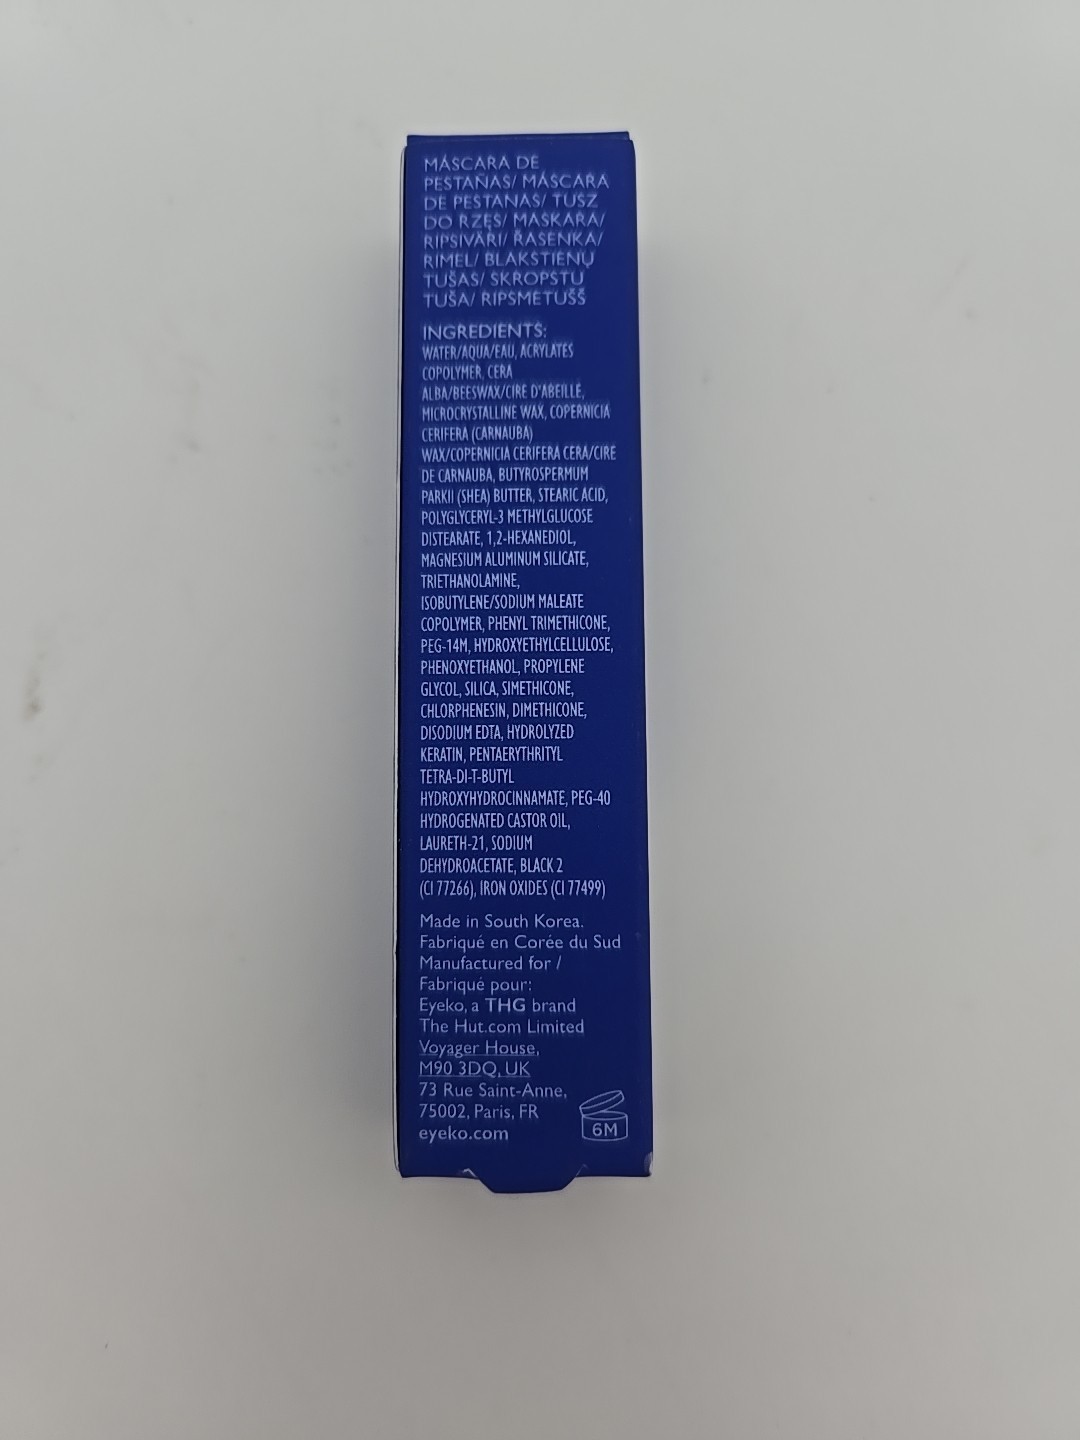 MÁSCARA DE
PESTAÑAS/ MÁSCARA
DE PESTANAS/ TUSZ
DO RZĘS/ MASKARA/
RIPSIVÄRI/ ŘASENKA/
RIMEL/ BLAKSTIENŲ
TUŠAS/ SKROPSTU
TUŠA/ RIPSMETUŠŠ
INGREDIENTS:
WATER/AQUA/EAU, ACRYLATES
COPOLYMER, CERA
ALBA/BEESWAX/CIRE D'ABEILLE,
MICROCRYSTALLINE WAX, COPERNICIA
CERIFERA (CARNAUBA)
WAX/COPERNICIA CERIFERA CERA/CIRE
DE CARNAUBA, BUTYROSPERMUM
PARKII (SHEA) BUTTER, STEARIC ACID,
POLYGLYCERYL-3 METHYLGLUCOSE
DISTEARATE, 1,2-HEXANEDIOL,
MAGNESIUM ALUMINUM SILICATE,
TRIETHANOLAMINE,
ISOBUTYLENE/SODIUM MALEATE
COPOLYMER, PHENYL TRIMETHICONE,
PEG-14M, HYDROXYETHYLCELLULOSE,
PHENOXYETHANOL, PROPYLENE
GLYCOL, SILICA, SIMETHICONE,
CHLORPHENESIN, DIMETHICONE,
DISODIUM EDTA, HYDROLYZED
KERATIN, PENTAERYTHRITYL
TETRA-DI-T-BUTYL
HYDROXYHYDROCINNAMATE, PEG-40
HYDROGENATED CASTOR OIL,
LAURETH-21, SODIUM
DEHYDROACETATE, BLACK 2
(CI 77266), IRON OXIDES (CI 77499)
Made in South Korea.
Fabriqué en Corée du Sud
Manufactured for /
Fabriqué pour:
Eyeko, a THG brand
The Hut.com Limited
Voyager House,
M90 3DQ, UK
73 Rue Saint-Anne,
75002, Paris, FR
eyeko.com
6M